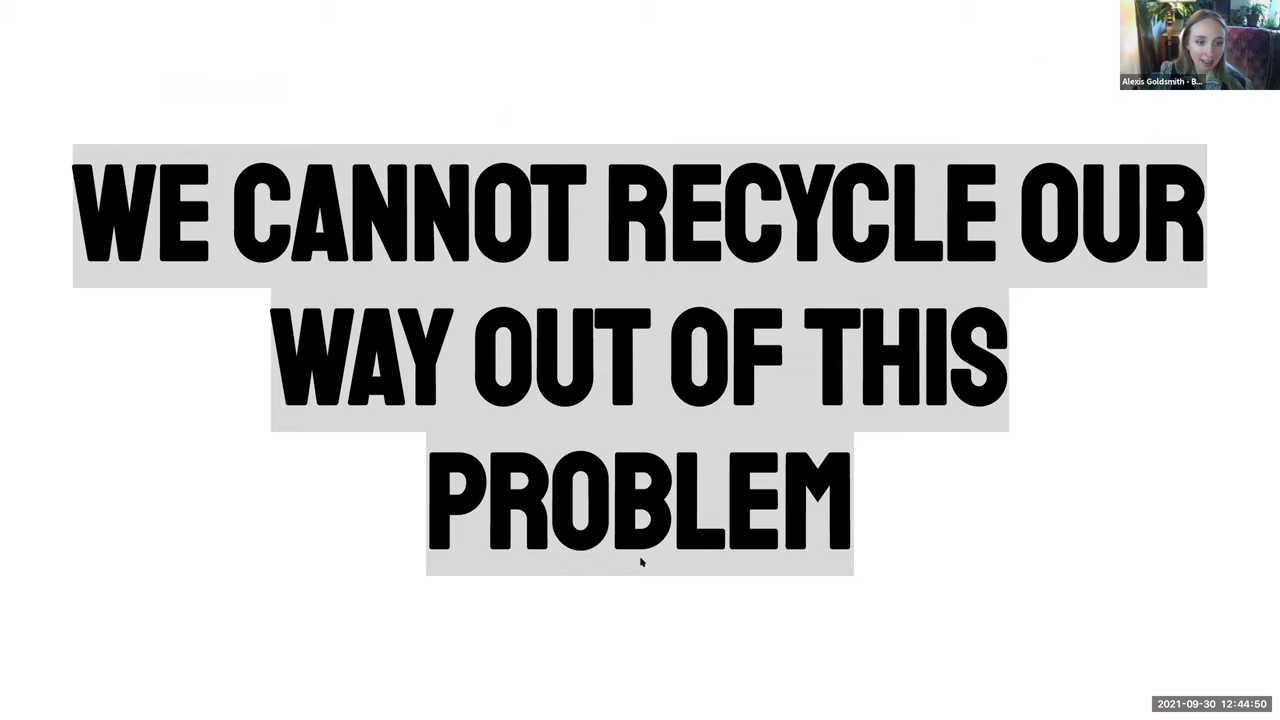 Alexis Goldsmith - B...
WE CANNOT RECYCLE OUR
WAY OUT OF THIS
PROBLEM
2021-09-30 12:44:50